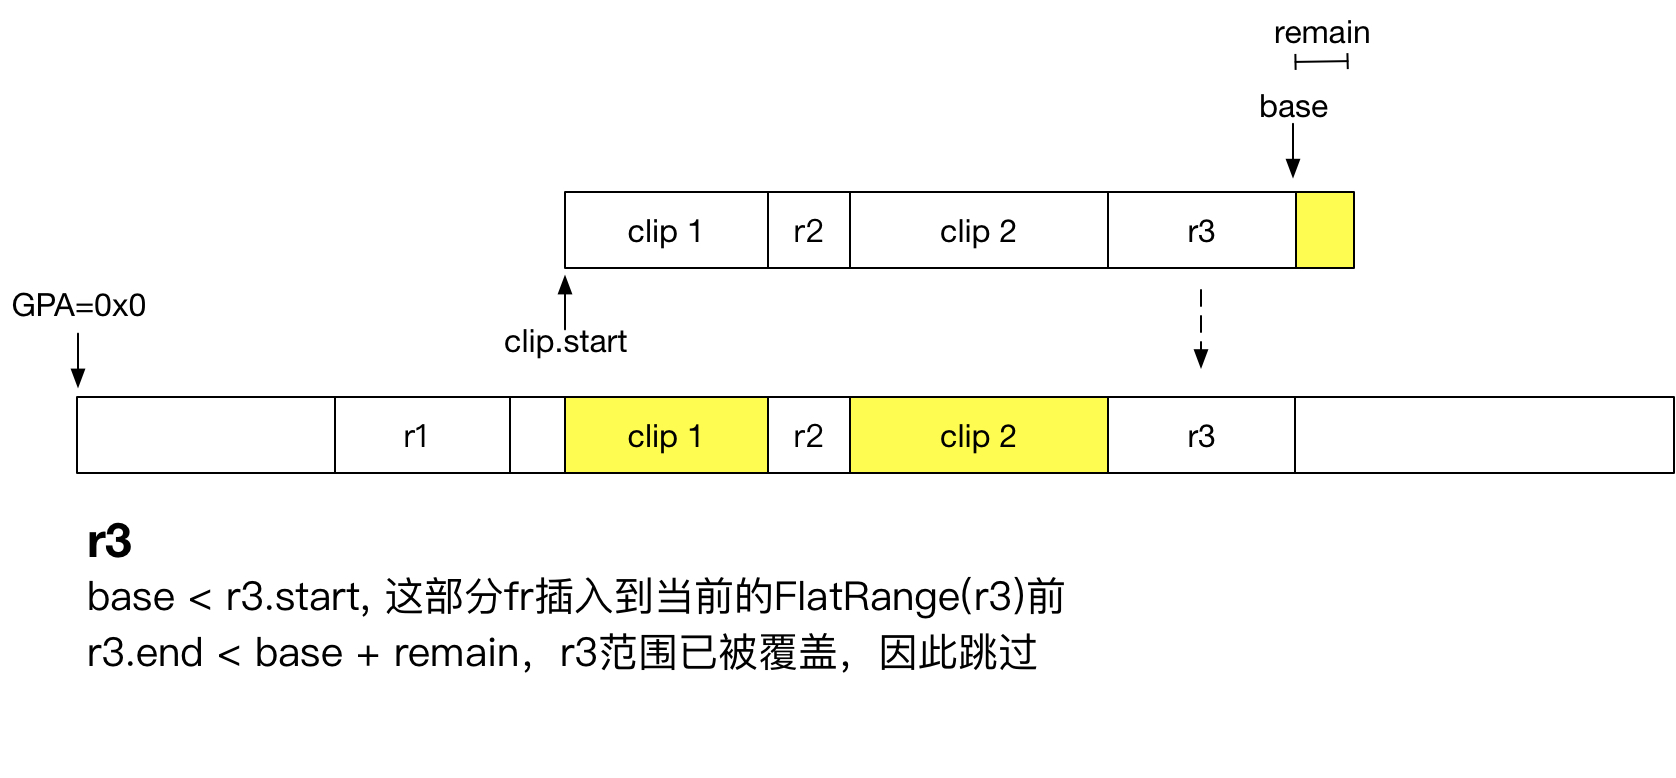 remain
base
clip 1 r2 clip 2 r3
GPA=0x0
clip.start
r1 clip 1 r2 clip 2 r3
r3
base < r3.start, 这部分fr插入到当前的FlatRange(r3)前
r3.end < base + remain，r3范围已被覆盖，因此跳过